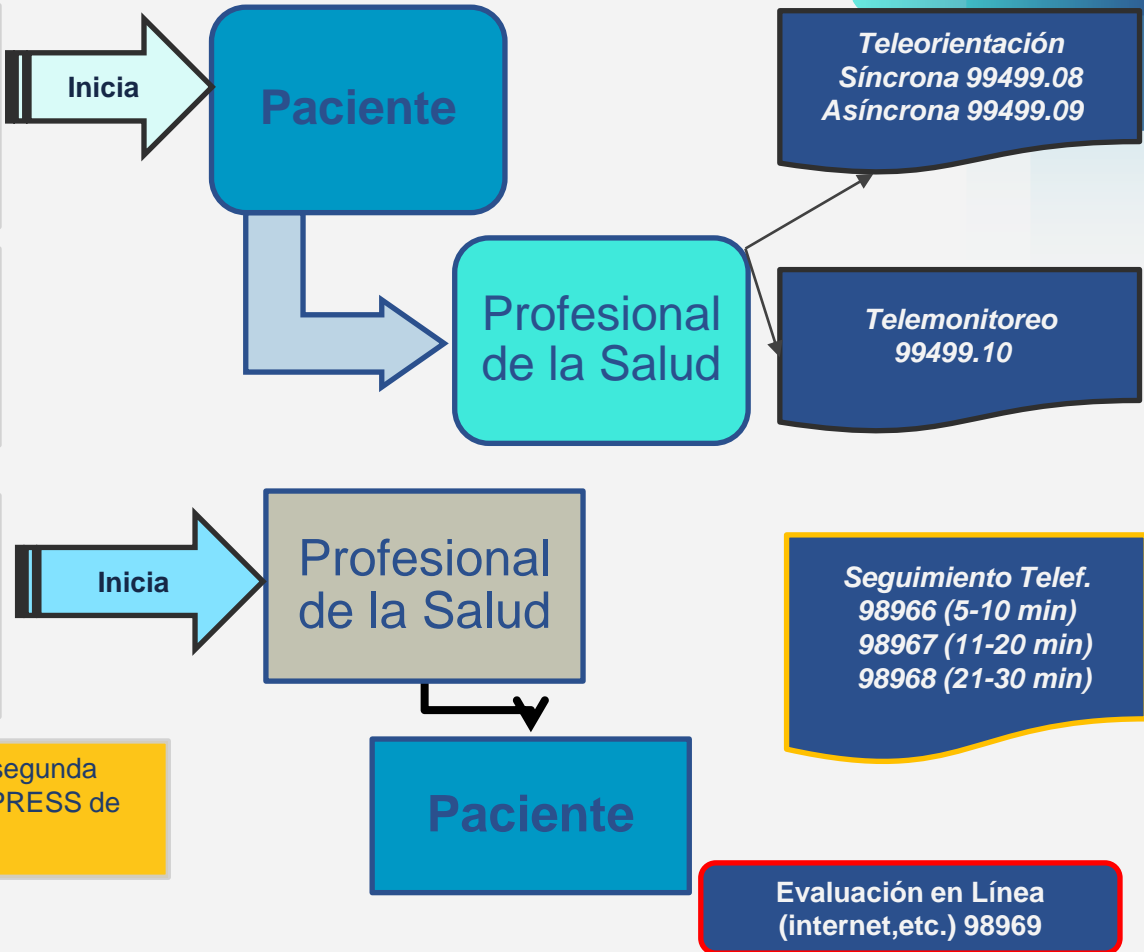 Inicia
Paciente
Teleorientación
Síncrona 99499.08
Asíncrona 99499.09
Profesional
de la Salud
Telemonitoreo
99499.10
Inicia
Profesional
de la Salud
Seguimiento Telef.
98966 (5-10 min)
98967 (11-20 min)
98968 (21-30 min)
segunda
PRESS de
Paciente
Evaluación en Línea
(internet,etc.) 98969